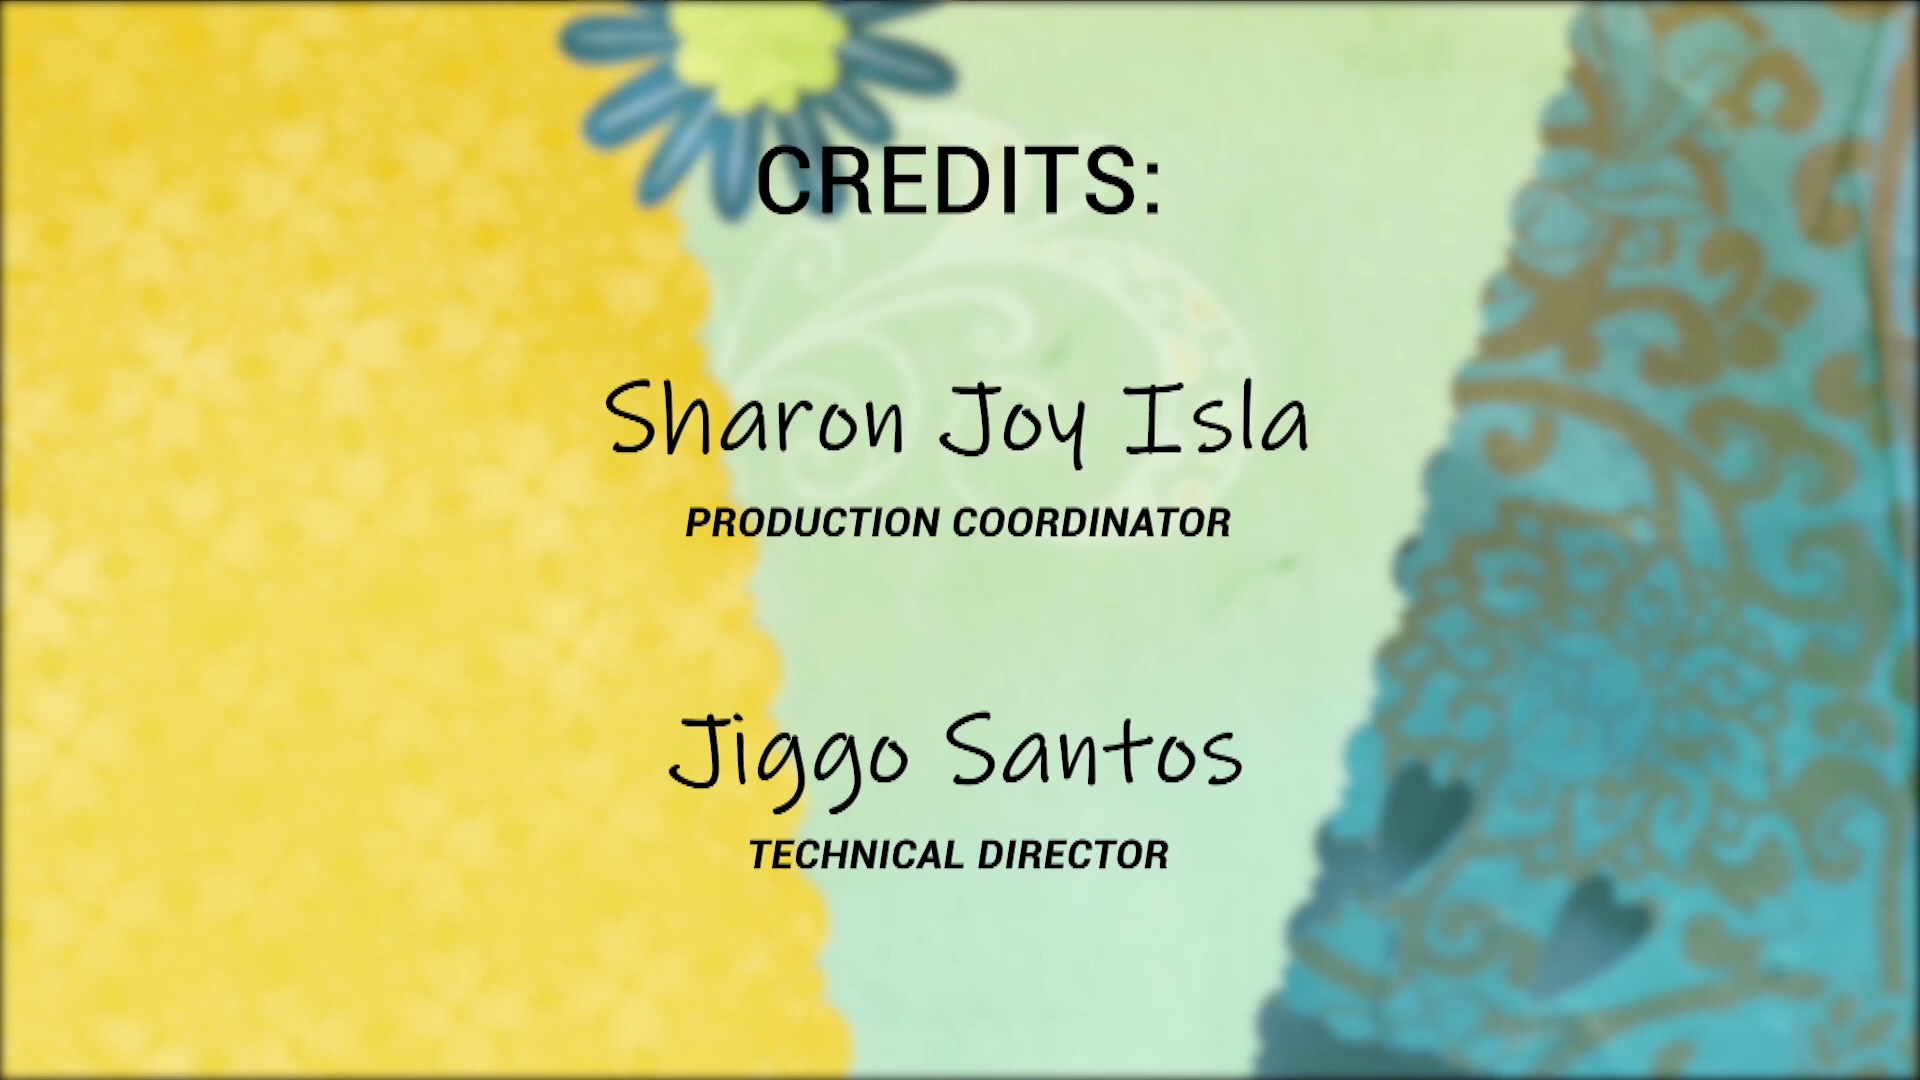 CREDITS:
Sharon Joy Isla
PRODUCTION COORDINATOR
Jiggo Santos
TECHNICAL DIRECTOR